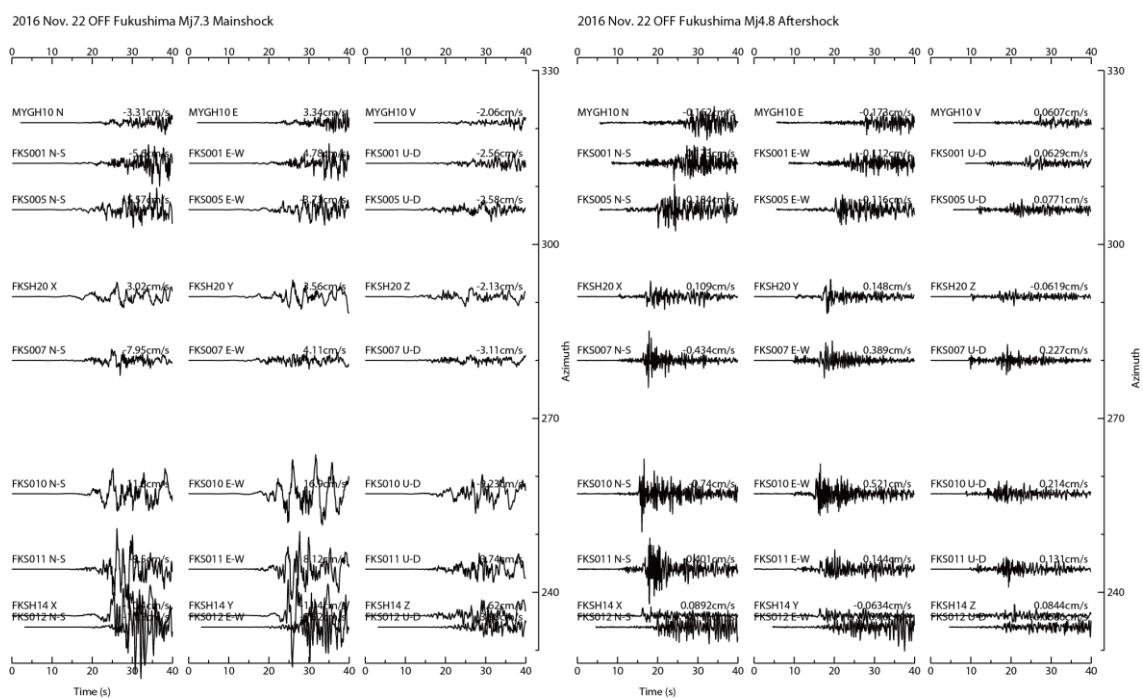 2016 Nov. 22 OFF Fukushima Mj7.3 Mainshock
2016 Nov. 22 OFF Fukushima Mj4.8 Aftershock
0 10 20 30 40 0 10 20 30 40 0 10 20 30 40
0 10 20 30 40 0 10 20 30 40 0 10 20 30 40
330 330
MYGH10 N -3.31cm/s MYGH10 E 3.34cm/s MYGH10 V -2.06cm/s
MYGH10 N -0.162cm/s MYGH10 E -0.173cm/s MYGH10 V 0.0607cm/s
FKS001 N-S FKS001 E-W 4.78cm/s FKS001 U-D -2.56cm/s
FKS001 N-S FKS001 E-W -0.112cm/s FKS001 U-D 0.0629cm/s
FKS005 N-S FKS005 E-W FKS005 U-D -2.58cm/s
FKS005 N-S FKS005 E-W -0.116cm/s FKS005 U-D 0.0771cm/s
300 300
FKSH20 X 3.02cm/s FKSH20 Y 3.56cm/s FKSH20 Z -2.13cm/s
FKSH20 X 0.109cm/s FKSH20 Y 0.148cm/s FKSH20 Z -0.0619cm/s
FKS007 N-S -7.95cm/s FKS007 E-W 4.11cm/s FKS007 U-D -3.11cm/s
FKS007 N-S -0.434cm/s FKS007 E-W 0.389cm/s FKS007 U-D 0.227cm/s
Azimuth Azimuth
270 270
FKS010 N-S FKS010 E-W 16.9cm/s FKS010 U-D
FKS010 N-S -0.74cm/s FKS010 E-W 0.521cm/s FKS010 U-D 0.214cm/s
FKS011 N-S FKS011 E-W 8.12cm/s FKS011 U-D
FKS011 N-S 0.401cm/s FKS011 E-W 0.144cm/s FKS011 U-D 0.131cm/s
240 240
FKSH14 X FKSH14 Y FKSH14 Z
FKSH14 X 0.0892cm/s FKSH14 Y -0.0634cm/s FKSH14 Z 0.0844cm/s
FKS012 N-S FKS012 E-W FKS012 U-D
FKS012 N-S FKS012 E-W FKS012 U-D
0 10 20 30 40 0 10 20 30 40 0 10 20 30 40
0 10 20 30 40 0 10 20 30 40 0 10 20 30 40
Time (s) Time (s)